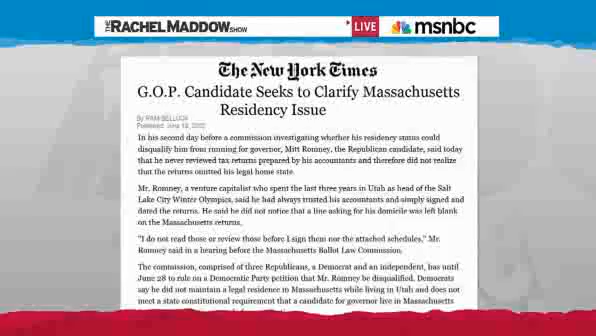 THE RACHEL MADDOW SHOW
LIVE
msnbc
The New York Times
G.O.P. Candidate Seeks to Clarify Massachusetts
Residency Issue
By PAM BELLUCK
Published: June 18, 2002
In his second day before a commission investigating whether his residency status could
disqualify him from running for governor, Mitt Romney, the Republican candidate, said today
that he never reviewed tax returns prepared by his accountants and therefore did not realize
that the returns omitted his legal home state.
Mr. Romney, a venture capitalist who spent the last three years in Utah as head of the Salt
Lake City Winter Olympics, said he had always trusted his accountants and simply signed and
dated the returns. He said he did not notice that a line asking for his domicile was left blank
on the Massachusetts returns.
"I do not read those or review those before I sign them nor the attached schedules," Mr.
Romney said in a hearing before the Massachusetts Ballot Law Commission.
The commission, comprised of three Republicans, a Democrat and an independent, has until
June 28 to rule on a Democratic Party petition that Mr. Romney be disqualified. Democrats
say he did not maintain a legal residence in Massachusetts while living in Utah and does not
meet a state constitutional requirement that a candidate for governor live in Massachusetts